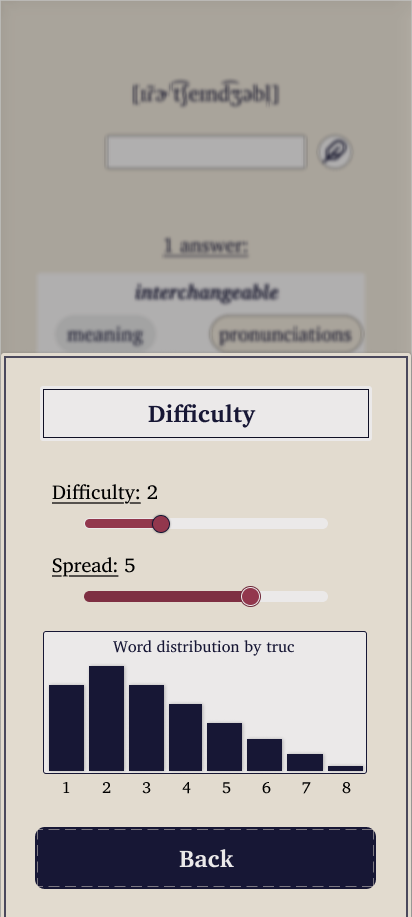 1 answer:
interchangeable
meaning pronunciations
Difficulty
Difficulty: 2
Spread: 5
Word distribution by truc
1 2 3 4 5 6 7 8
Back